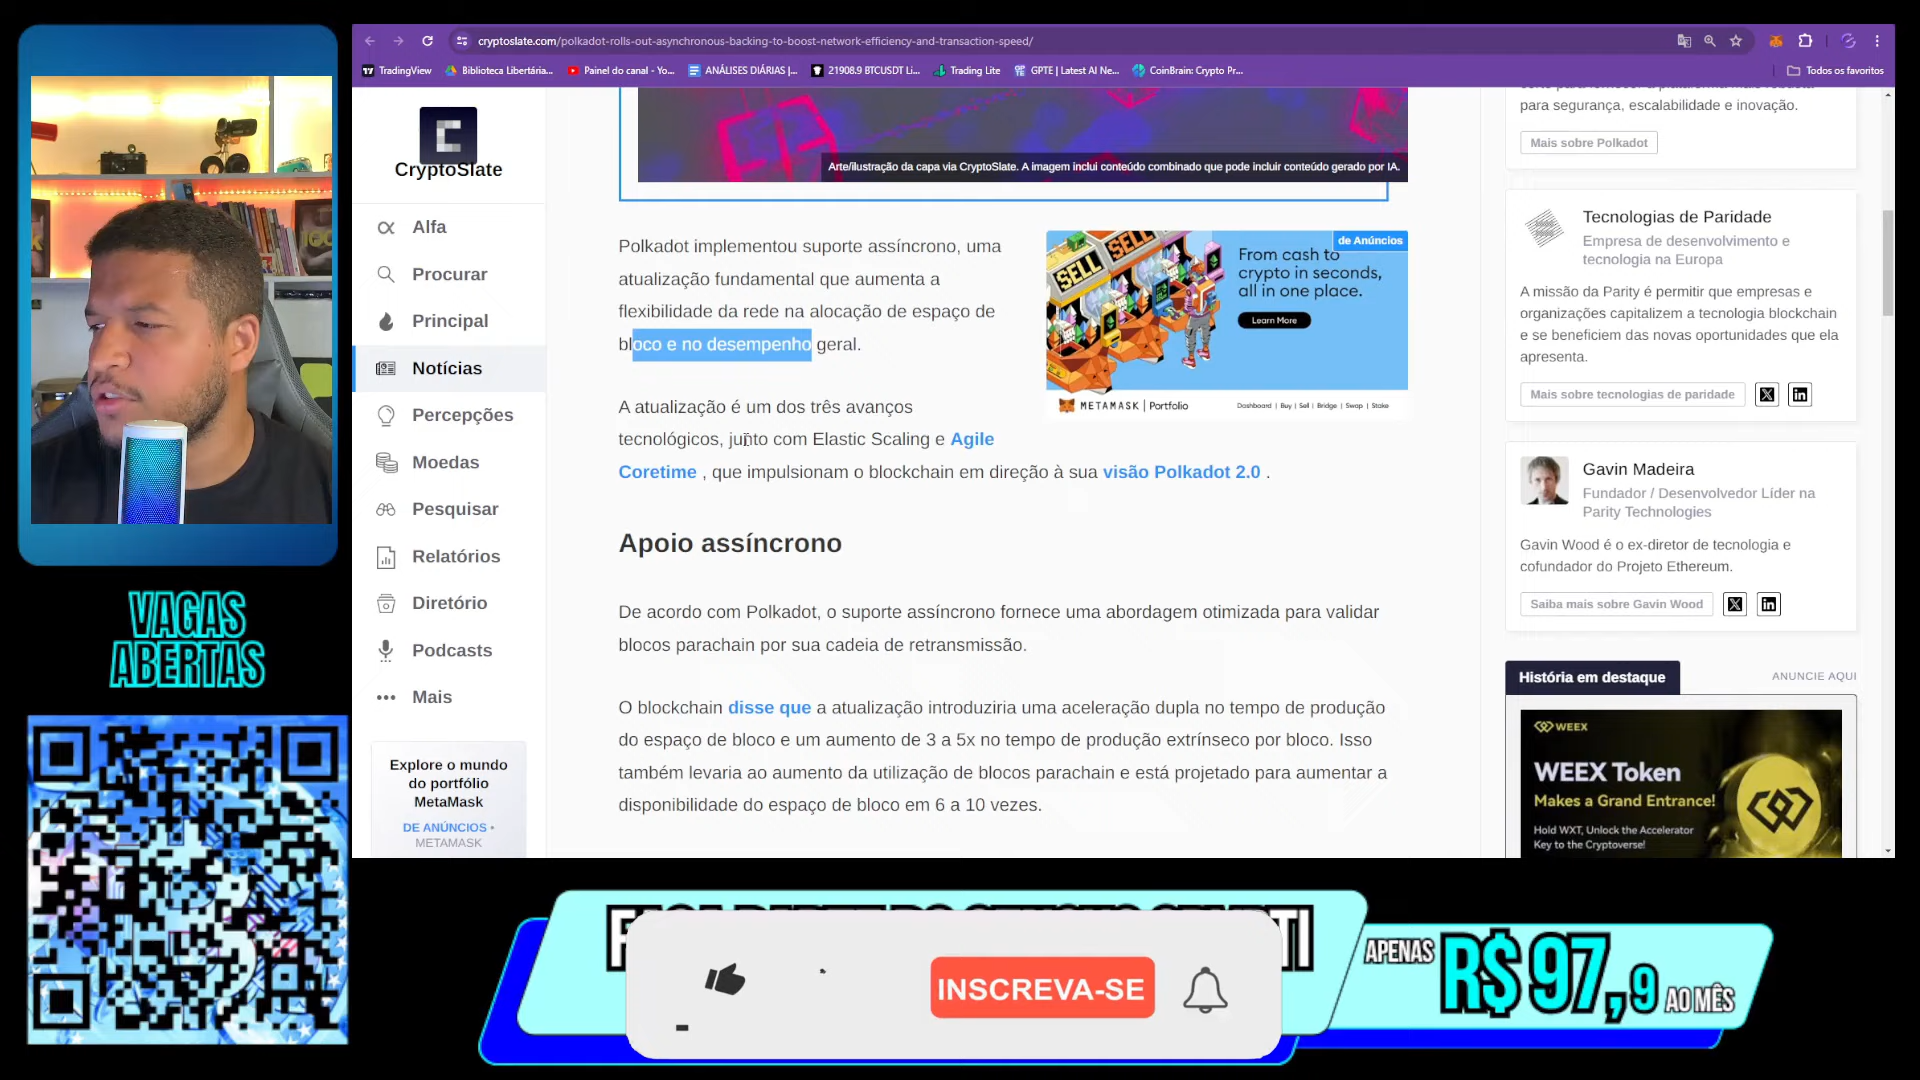 cryptoslate.com/polkadot-rolls-out-asynchronous-backing-to-boost-network-efficiency-and-transaction-speed/
TradingView
Biblioteca Libertária...
Painel do canal - Yo...
ANÁLISES DIÁRIAS |...
21908.9 BTCUSDT Li...
Trading Lite
GPTE | Latest AI Ne...
CoinBrain: Crypto Pr...
Todos os favoritos
CryptoSlate
Alfa
Procurar
Principal
Notícias
Percepções
Moedas
Pesquisar
Relatórios
Diretório
Podcasts
Mais
Explore o mundo
do portfólio
MetaMask
DE ANÚNCIOS •
METAMASK
Arte/ilustração da capa via CryptoSlate. A imagem inclui conteúdo combinado que pode incluir conteúdo gerado por IA.
Polkadot implementou suporte assíncrono, uma
atualização fundamental que aumenta a
flexibilidade da rede na alocação de espaço de
bloco e no desempenho geral.
de Anúncios
SELL
SELL
From cash to
crypto in seconds,
all in one place.
Learn More
METAMASK | Portfolio
Dashboard | Buy | Sell | Bridge | Swap | Stake
A atualização é um dos três avanços
tecnológicos, junto com Elastic Scaling e Agile
Coretime , que impulsionam o blockchain em direção à sua visão Polkadot 2.0 .
Apoio assíncrono
De acordo com Polkadot, o suporte assíncrono fornece uma abordagem otimizada para validar
blocos parachain por sua cadeia de retransmissão.
O blockchain disse que a atualização introduziria uma aceleração dupla no tempo de produção
do espaço de bloco e um aumento de 3 a 5x no tempo de produção extrínseco por bloco. Isso
também levaria ao aumento da utilização de blocos parachain e está projetado para aumentar a
disponibilidade do espaço de bloco em 6 a 10 vezes.
para segurança, escalabilidade e inovação.
Mais sobre Polkadot
Tecnologias de Paridade
Empresa de desenvolvimento e
tecnologia na Europa
A missão da Parity é permitir que empresas e
organizações capitalizem a tecnologia blockchain
e se beneficiem das novas oportunidades que ela
apresenta.
Mais sobre tecnologias de paridade
Gavin Madeira
Fundador / Desenvolvedor Líder na
Parity Technologies
Gavin Wood é o ex-diretor de tecnologia e
cofundador do Projeto Ethereum.
Saiba mais sobre Gavin Wood
História em destaque
ANUNCIE AQUI
WEEX
WEEX Token
Makes a Grand Entrance!
Hold WXT, Unlock the Accelerator
Key to the Cryptoverse!
VAGAS
ABERTAS
INSCREVA-SE
APENAS
R$ 97,9 AO MÊS